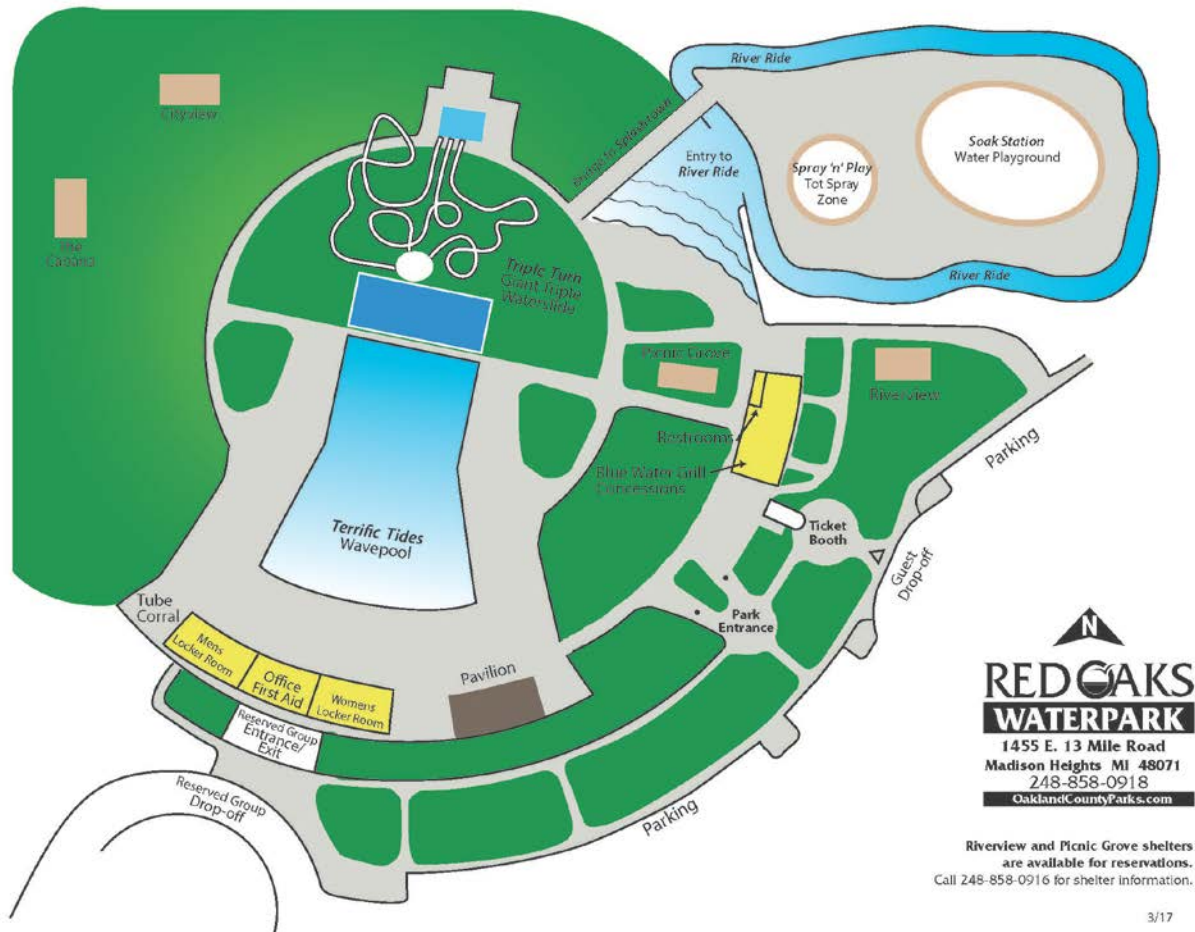 River Ride
Cityview
Bridge to Splashtown
Entry to
River Ride
Soak Station
Water Playground
Spray 'n' Play
Tot Spray
Zone
The
Cabana
River Ride
Triple Turn
Giant Triple
Waterslide
Picnic Grove
Riverview
Restrooms
Parking
Blue Water Grill
Concessions
Terrific Tides
Wavepool
Ticket
Booth
Guest
Drop-off
Tube
Corral
Park
Entrance
Mens
Locker Room
Office
First Aid
Womens
Locker Room
Pavilion
Reserved Group
Entrance/
Exit
Reserved Group
Drop-off
Parking
N
RED OAKS
WATERPARK
1455 E. 13 Mile Road
Madison Heights MI 48071
248-858-0918
OaklandCountyParks.com
Riverview and Picnic Grove shelters
are available for reservations.
Call 248-858-0916 for shelter information.
3/17